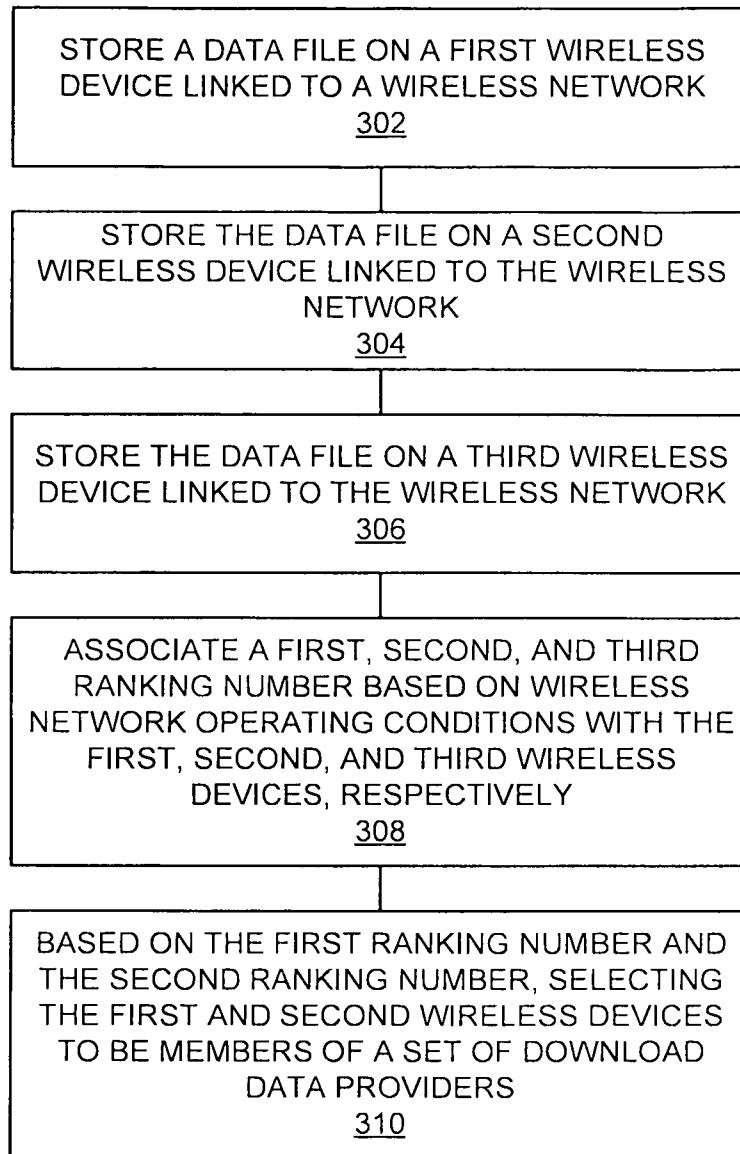 STORE A DATA FILE ON A FIRST WIRELESS
DEVICE LINKED TO A WIRELESS NETWORK
302
STORE THE DATA FILE ON A SECOND
WIRELESS DEVICE LINKED TO THE WIRELESS
NETWORK
304
STORE THE DATA FILE ON A THIRD WIRELESS
DEVICE LINKED TO THE WIRELESS NETWORK
306
ASSOCIATE A FIRST, SECOND, AND THIRD
RANKING NUMBER BASED ON WIRELESS
NETWORK OPERATING CONDITIONS WITH THE
FIRST, SECOND, AND THIRD WIRELESS
DEVICES, RESPECTIVELY
308
BASED ON THE FIRST RANKING NUMBER AND
THE SECOND RANKING NUMBER, SELECTING
THE FIRST AND SECOND WIRELESS DEVICES
TO BE MEMBERS OF A SET OF DOWNLOAD
DATA PROVIDERS
310